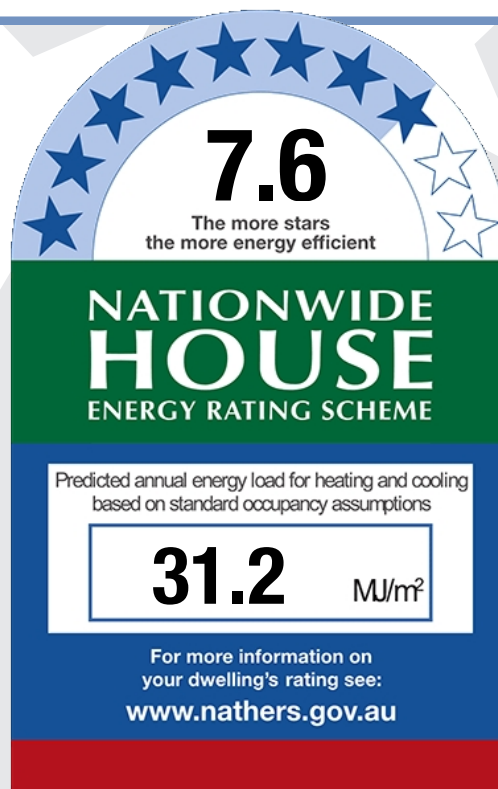 7.6
The more stars
the more energy efficient
NATIONWIDE
HOUSE
ENERGY RATING SCHEME
Predicted annual energy load for heating and cooling
based on standard occupancy assumptions
31.2 MJ/m²
For more information on
your dwelling's rating see:
www.nathers.gov.au